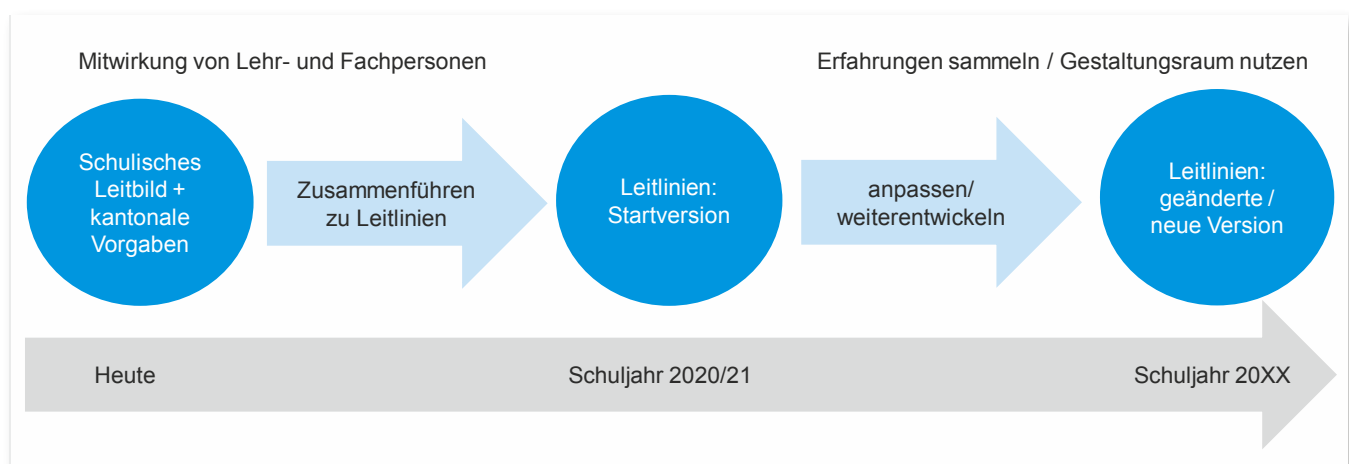 Mitwirkung von Lehr- und Fachpersonen
Erfahrungen sammeln / Gestaltungsraum nutzen
Schulisches
Leitbild +
kantonale
Vorgaben
Zusammenführen
zu Leitlinien
Leitlinien:
Startversion
anpassen/
weiterentwickeln
Leitlinien:
geänderte /
neue Version
Heute
Schuljahr 2020/21
Schuljahr 20XX